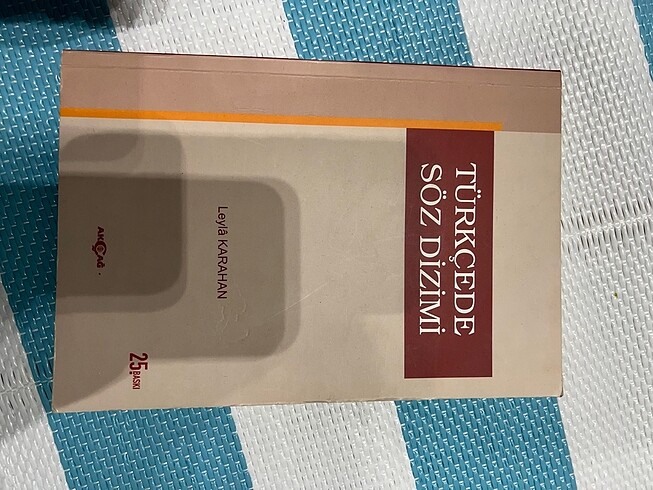 TÜRKÇEDE
SÖZ DİZİMİ
Leylâ KARAHAN
AKÇAĞ
25. BASKI